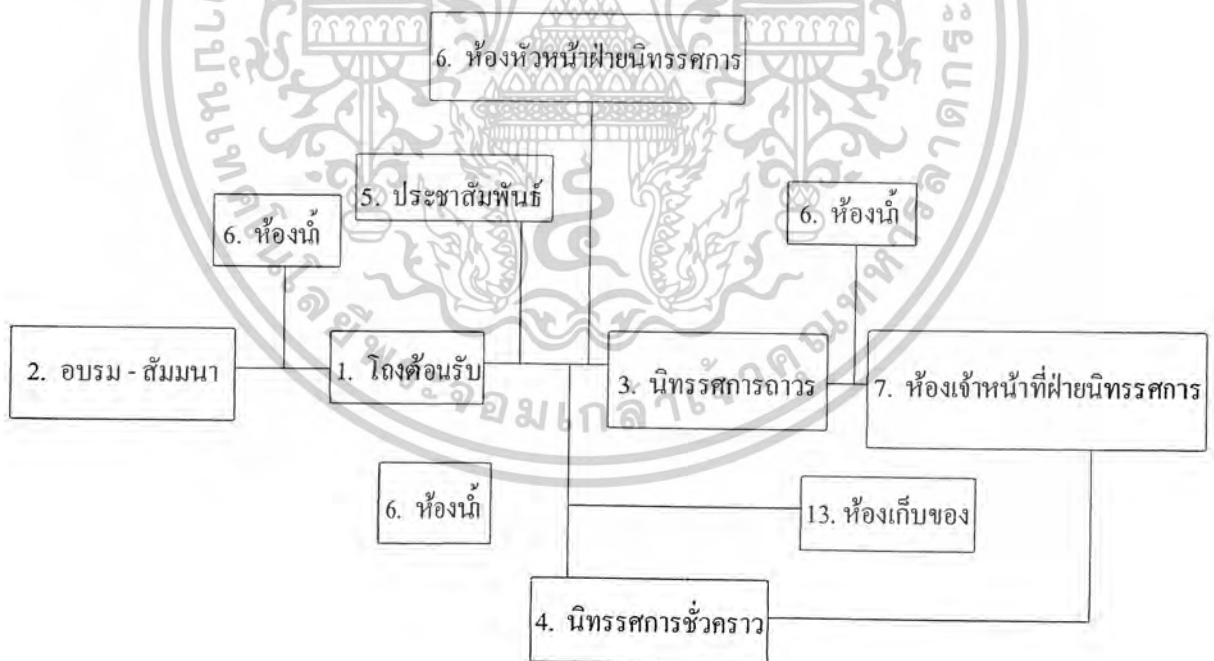 6. ห้องหัวหน้าฝ่ายนิทรรศการ
5. ประชาสัมพันธ์
6. ห้องน้ำ
6. ห้องน้ำ
2. อบรม - สัมมนา
1. โถงต้อนรับ
3. นิทรรศการถาวร
7. ห้องเจ้าหน้าที่ฝ่ายนิทรรศการ
6. ห้องน้ำ
13. ห้องเก็บของ
4. นิทรรศการชั่วคราว